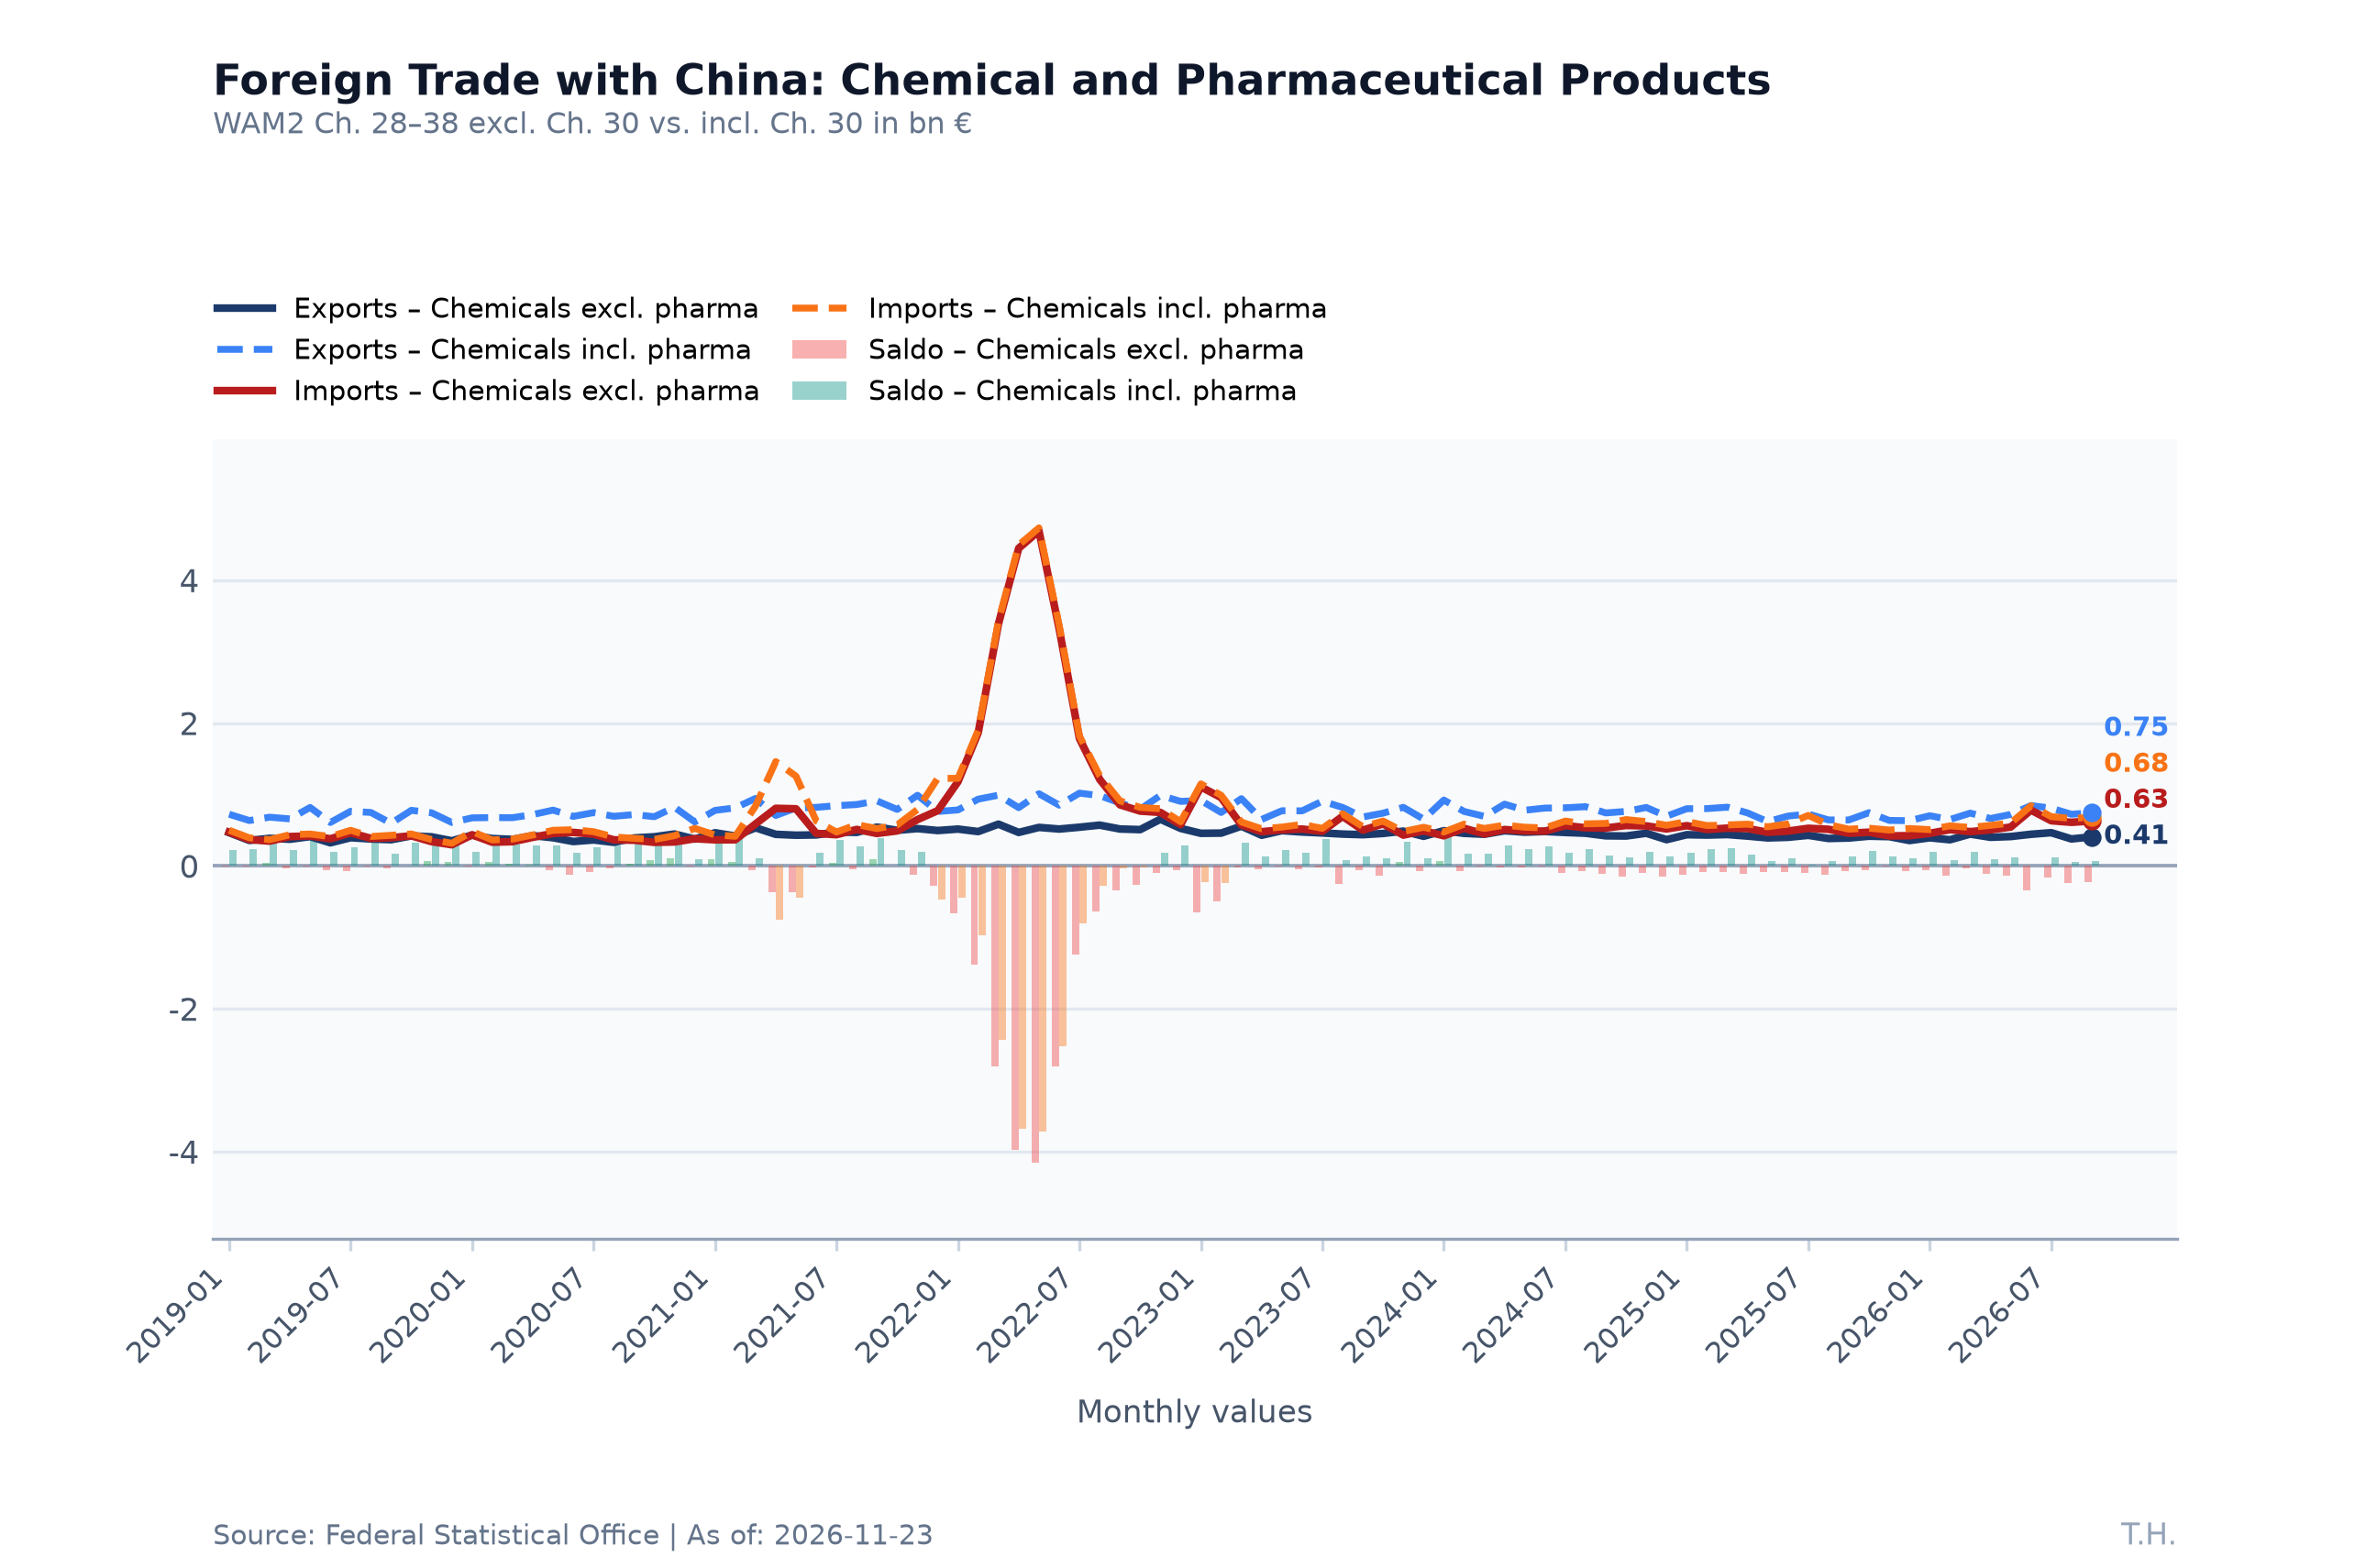 Foreign Trade with China: Chemical and Pharmaceutical Products
WAM2 Ch. 28–38 excl. Ch. 30 vs. incl. Ch. 30 in bn €
Exports – Chemicals excl. pharma
Exports – Chemicals incl. pharma
Imports – Chemicals excl. pharma
Imports – Chemicals incl. pharma
Saldo – Chemicals excl. pharma
Saldo – Chemicals incl. pharma
4
2
0
-2
-4
0.75
0.68
0.63
0.41
2019-01
2019-07
2020-01
2020-07
2021-01
2021-07
2022-01
2022-07
2023-01
2023-07
2024-01
2024-07
2025-01
2025-07
2026-01
2026-07
Monthly values
Source: Federal Statistical Office | As of: 2026-11-23
T.H.